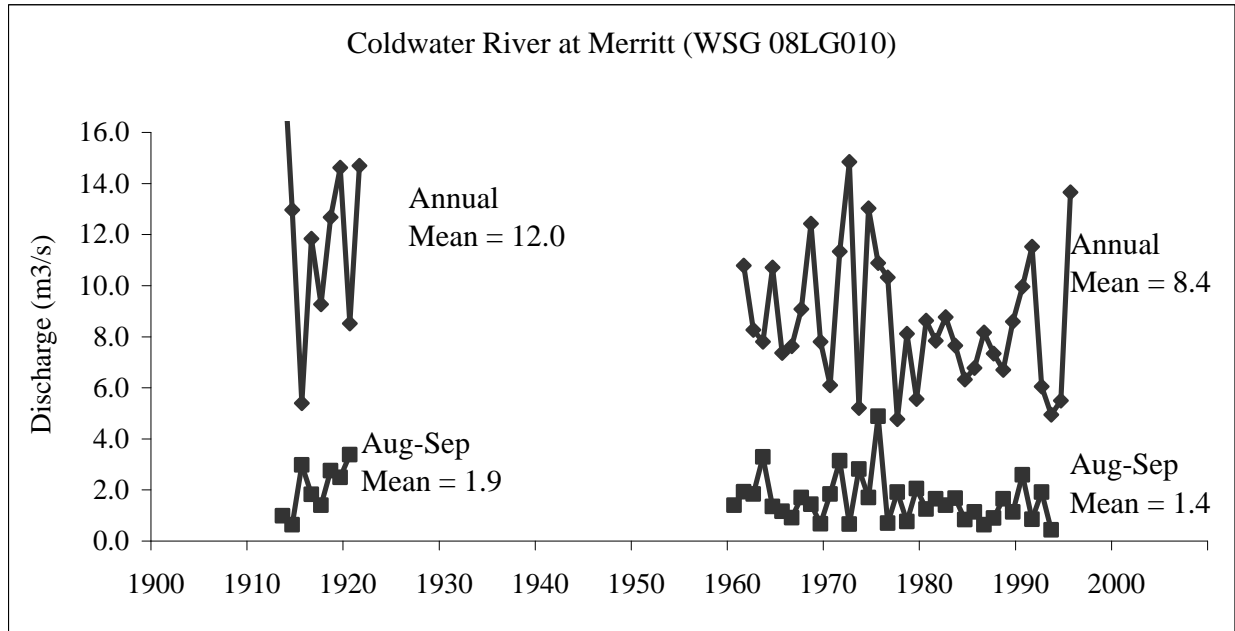 Coldwater River at Merritt (WSG 08LG010)
Discharge (m3/s)
16.0
14.0
12.0
10.0
8.0
6.0
4.0
2.0
0.0
Annual
Mean = 12.0
Aug-Sep
Mean = 1.9
Annual
Mean = 8.4
Aug-Sep
Mean = 1.4
1900 1910 1920 1930 1940 1950 1960 1970 1980 1990 2000